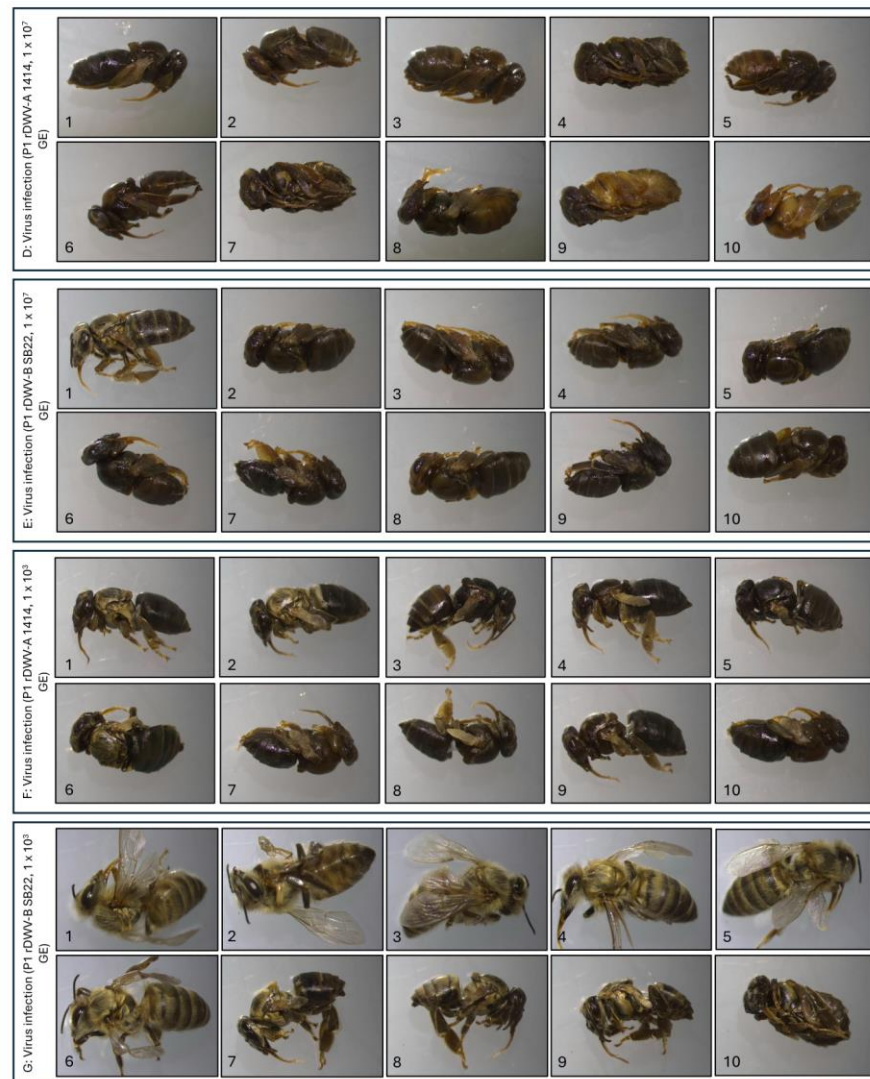 D: Virus infection (P1 rDWV-A 1414, 1 x 10⁷
GE)
1 2 3 4 5
6 7 8 9 10
E: Virus infection (P1 rDWV-B SB22, 1 x 10⁷
GE)
1 2 3 4 5
6 7 8 9 10
F: Virus infection (P1 rDWV-A 1414, 1 x 10³
GE)
1 2 3 4 5
6 7 8 9 10
G: Virus infection (P1 rDWV-B SB22, 1 x 10³
GE)
1 2 3 4 5
6 7 8 9 10